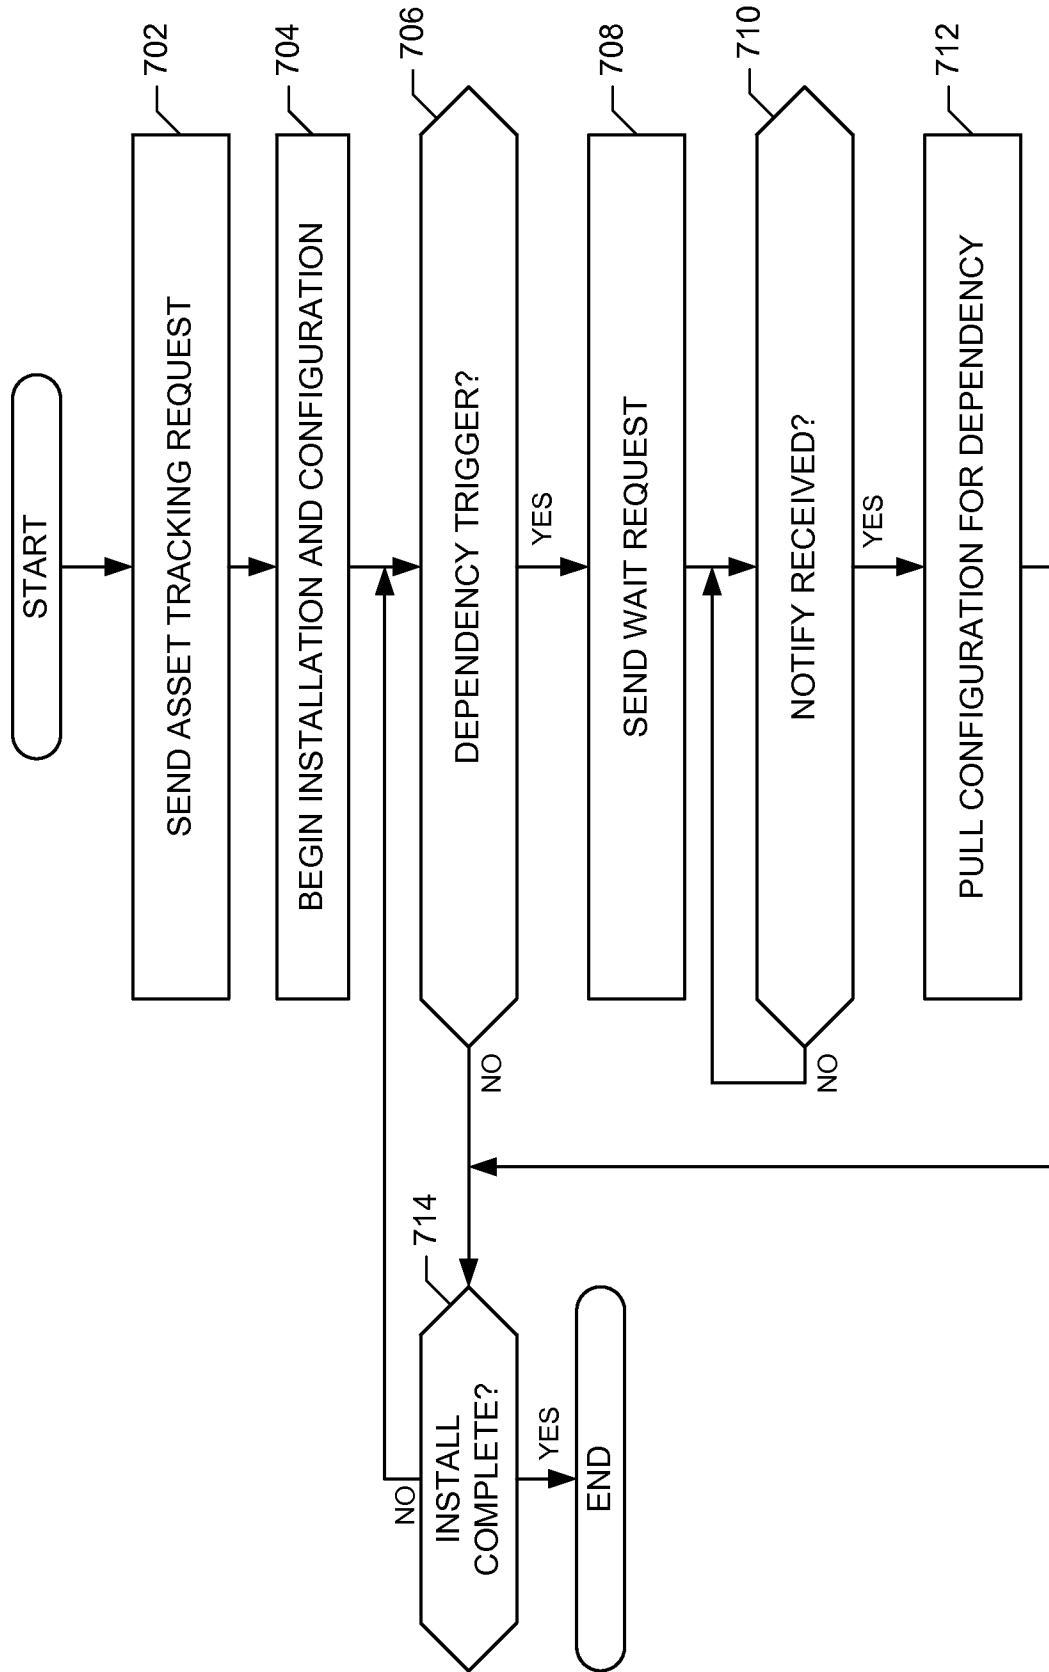 START
SEND ASSET TRACKING REQUEST
702
BEGIN INSTALLATION AND CONFIGURATION
704
DEPENDENCY TRIGGER?
706
NO
YES
SEND WAIT REQUEST
708
NOTIFY RECEIVED?
710
NO
YES
PULL CONFIGURATION FOR DEPENDENCY
712
INSTALL
COMPLETE?
714
NO
YES
END